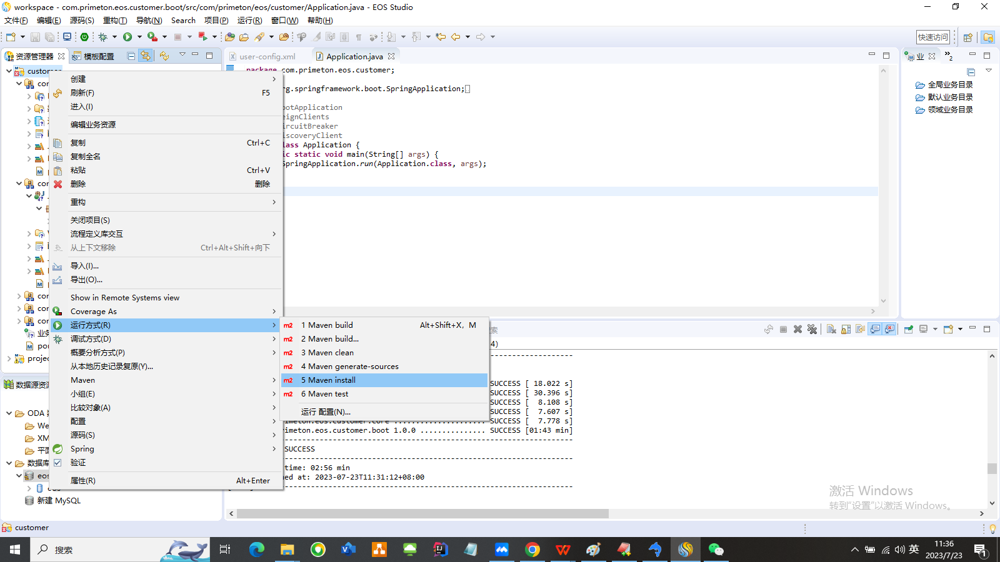 workspace - com.primeton.eos.customer.boot/src/com/primeton/eos/customer/Application.java - EOS Studio
文件(F) 编辑(E) 源码(S) 重构(T) 导航(N) Search 项目(P) 运行(R) 窗口(W) 帮助(H)
快速访问
资源管理器 模板配置
user-config.xml Application.java
业 2
customer
创建
刷新(F) F5
进入(I)
编辑业务资源
复制 Ctrl+C
复制全名
粘贴 Ctrl+V
删除 删除
重构
关闭项目(S)
流程定义库交互
从上下文移除 Ctrl+Alt+Shift+向下
导入(I)...
导出(O)...
Show in Remote Systems view
Coverage As
运行方式(R)
调试方式(D)
概要分析方式(P)
从本地历史记录复原(Y)...
Maven
小组(E)
比较对象(A)
配置
源码(S)
Spring
验证
属性(R) Alt+Enter
m2 1 Maven build Alt+Shift+X, M
m2 2 Maven build...
m2 3 Maven clean
m2 4 Maven generate-sources
m2 5 Maven install
m2 6 Maven test
运行 配置(N)...
package com.primeton.eos.customer;
rg.springframework.boot.SpringApplication;
otApplication
eignClients
ircuitBreaker
iscoveryClient
lass Application {
ic static void main(String[] args) {
SpringApplication.run(Application.class, args);
全局业务目录
默认业务目录
领域业务目录
con
con
con
con
con
业务
pom
projec
数据源资源
ODA 数
We
XM
平面
数据库
eos
新建 MySQL
索
4)
SUCCESS [ 18.022 s]
SUCCESS [ 30.396 s]
SUCCESS [ 8.108 s]
SUCCESS [ 7.607 s]
imeton.eos.customer.core ..................... SUCCESS [ 7.778 s]
imeton.eos.customer.boot 1.0.0 ............... SUCCESS [01:43 min]
SUCCESS
time: 02:56 min
ed at: 2023-07-23T11:31:12+08:00
激活 Windows
转到"设置"以激活 Windows。
customer
搜索
英
11:36
2023/7/23
1